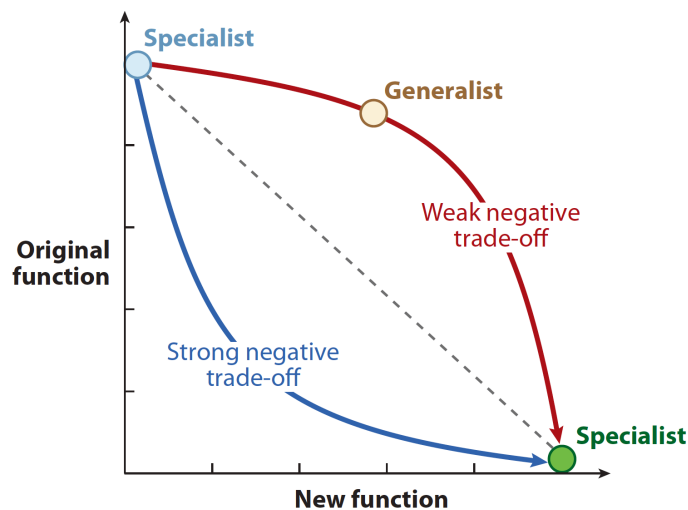 Specialist
Generalist
Weak negative
trade-off
Original
function
Strong negative
trade-off
Specialist
New function